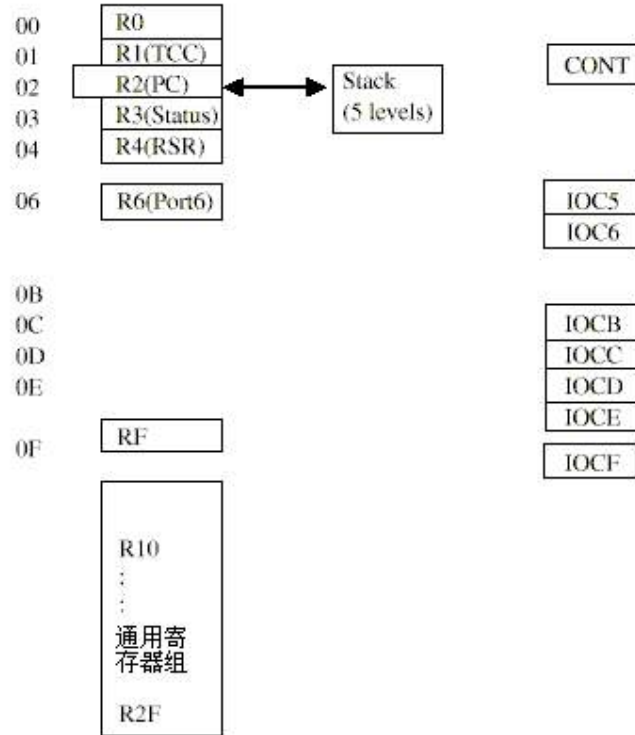 00 R0
01 R1(TCC) CONT
02 R2(PC) Stack
03 R3(Status) (5 levels)
04 R4(RSR)
06 R6(Port6) IOC5
IOC6
0B
0C IOCB
0D IOCC
0E IOCD
IOCE
0F RF IOCF
R10
:
:
通用寄
存器组
R2F